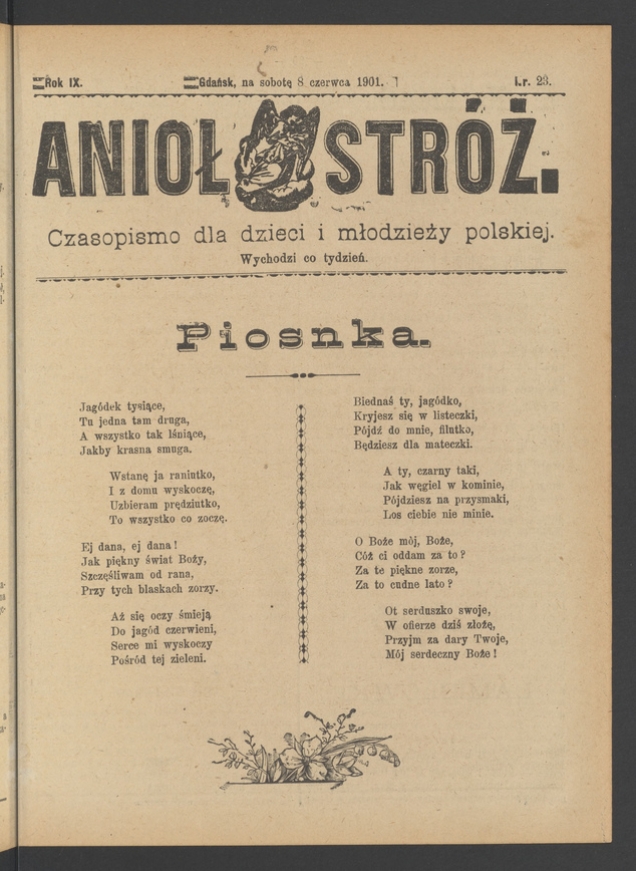 Rok IX.
Gdańsk, na sobotę 8. czerwca 1901.
Nr. 23.
ANIOŁ STRÓŻ.
Czasopismo dla dzieci i młodzieży polskiej.
Wychodzi co tydzień.
Piosnka.
Jagódek tysiące,
Tu jedna tam druga,
A wszystko tak lśniące,
Jakby krasna smuga.
Wstanę ja raniutko,
I z domu wyskoczę,
Uzbieram prędziutko,
To wszystko co zoczę.
Ej dana, ej dana!
Jak piękny świat Boży,
Szczęśliwam od rana,
Przy tych blaskach zorzy.
Aż się oczy śmieją
Do jagód czerwieni,
Serce mi wyskoczy
Pośród tej zieleni.
Biednaś ty, jagódko,
Kryjesz się w listeczki,
Pójdź do mnie, filutko,
Będziesz dla mateczki.
A ty, czarny taki,
Jak węgiel w kominie,
Pójdziesz na przysmaki,
Los ciebie nie minie.
O Boże mój, Boże,
Cóż ci oddam za to?
Za te piękne zorze,
Za to cudne lato?
Ot serduszko swoje,
W ofierze dziś złożę,
Przyjm za dary Twoje,
Mój serdeczny Boże!